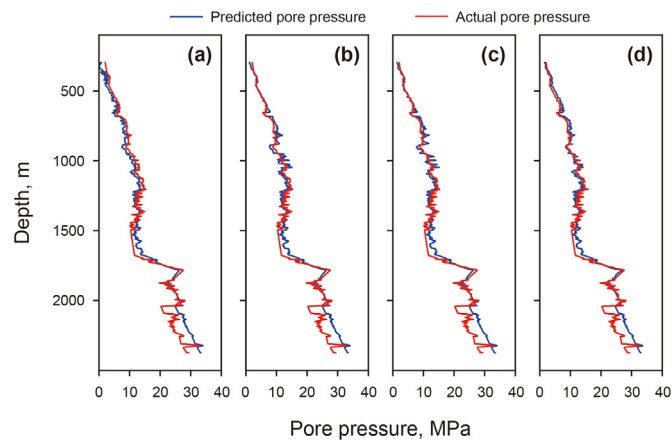 Predicted pore pressure Actual pore pressure
(a) (b) (c) (d)
500
1000
1500
2000
Depth, m
0 10 20 30 40 0 10 20 30 40 0 10 20 30 40 0 10 20 30 40
Pore pressure, MPa